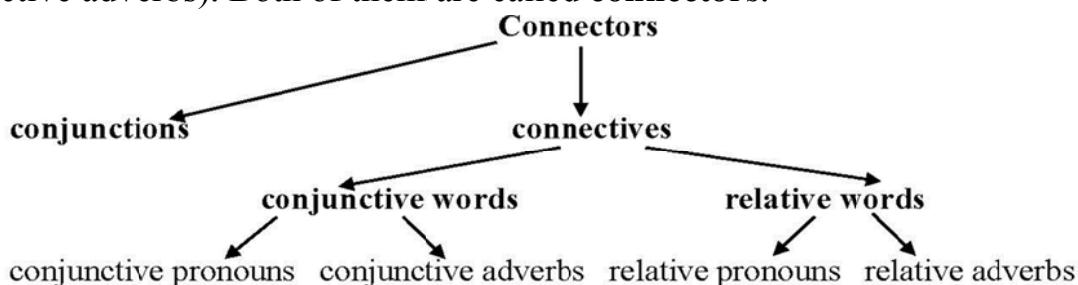 ctive adverbs). Both of them are called connectors.
Connectors
conjunctions connectives
conjunctive words relative words
conjunctive pronouns conjunctive adverbs relative pronouns relative adverbs